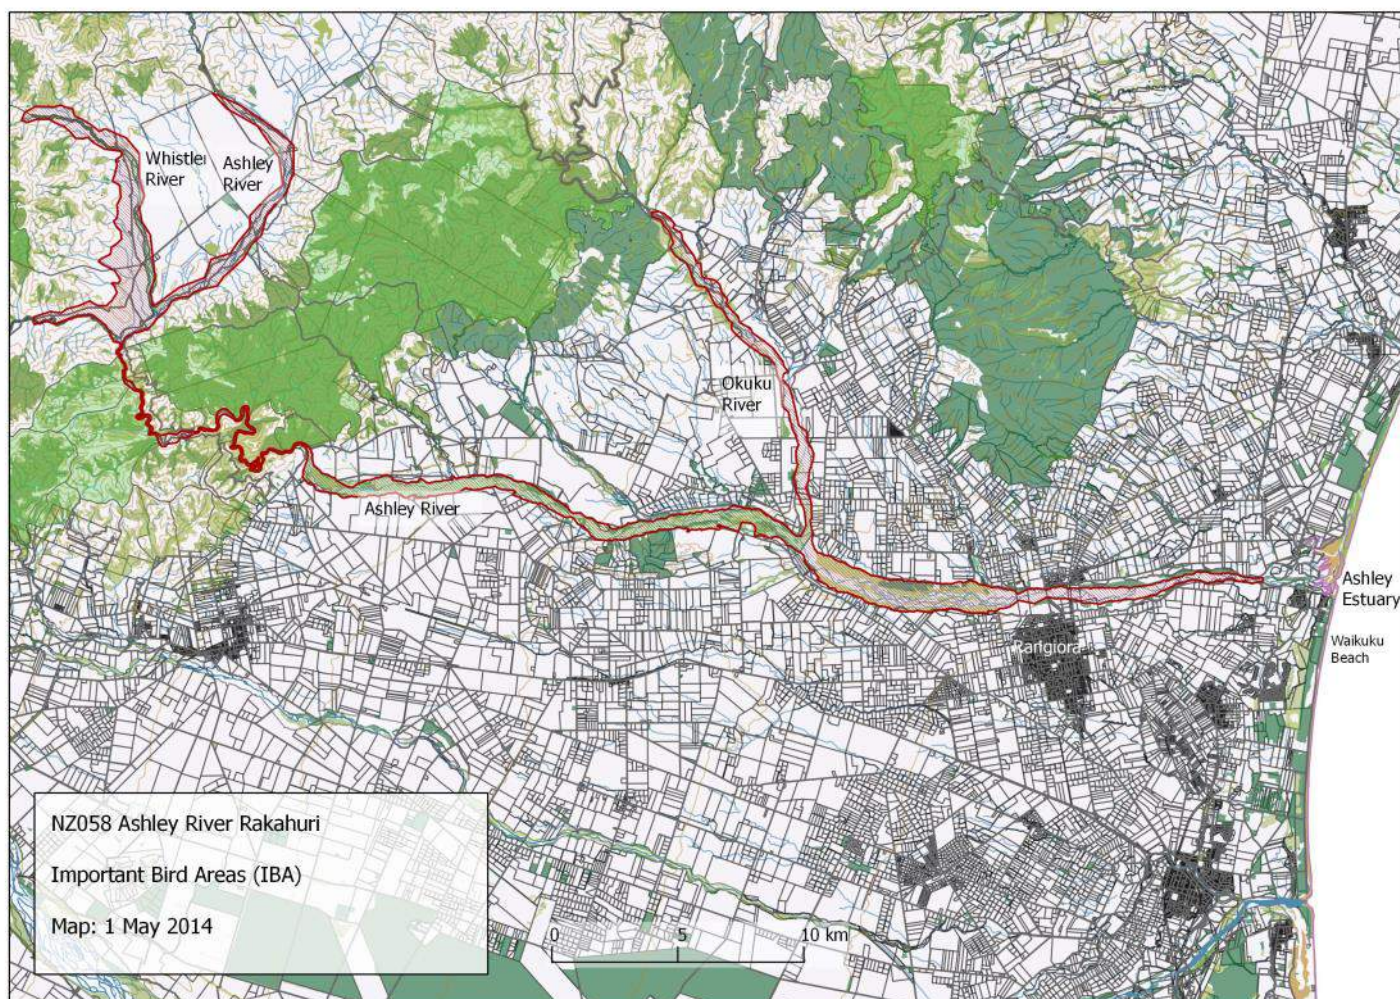 Whistler
River
Ashley
River
Okuku
River
Ashley River
Ashley
Estuary
Waikuku
Beach
Rangiora
NZ058 Ashley River Rakahuri
Important Bird Areas (IBA)
Map: 1 May 2014
0 5 10 km